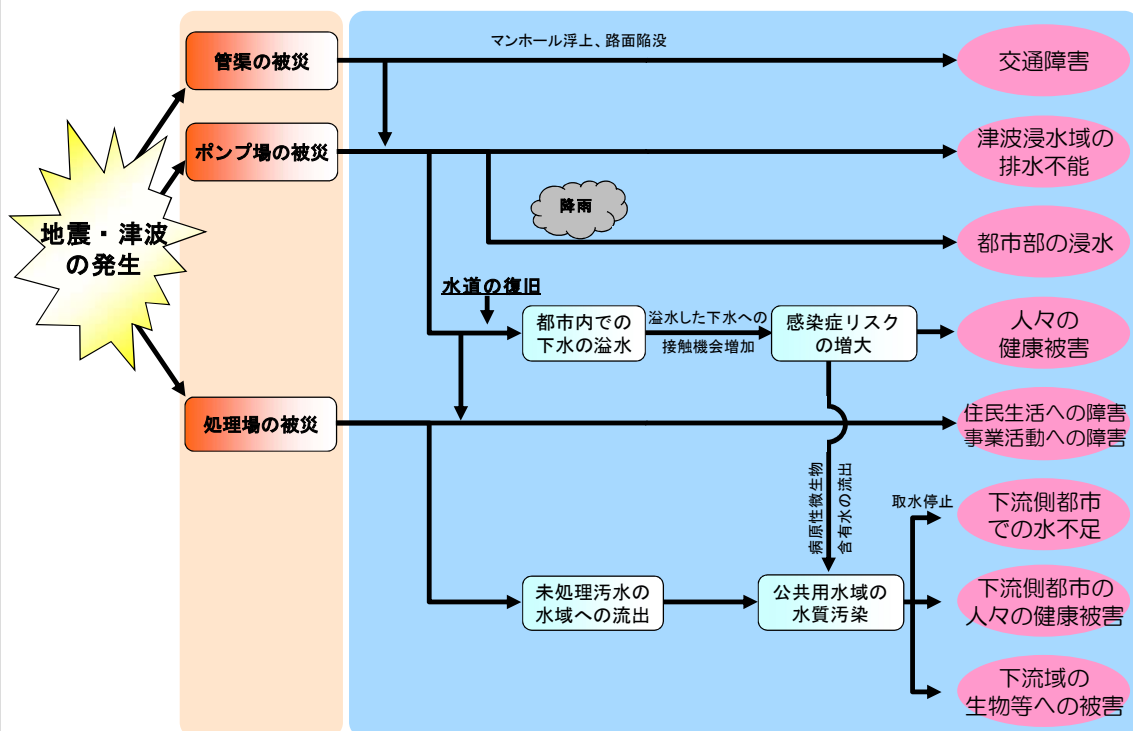 マンホール浮上、路面陥没
管渠の被災
交通障害
ポンプ場の被災
津波浸水域の
排水不能
降雨
地震・津波
の発生
都市部の浸水
水道の復旧
都市内での
下水の溢水
溢水した下水への
接触機会増加
感染症リスク
の増大
人々の
健康被害
処理場の被災
住民生活への障害
事業活動への障害
病原性微生物
含有水の流出
取水停止
下流側都市
での水不足
未処理汚水の
水域への流出
公共用水域の
水質汚染
下流側都市の
人々の健康被害
下流域の
生物等への被害